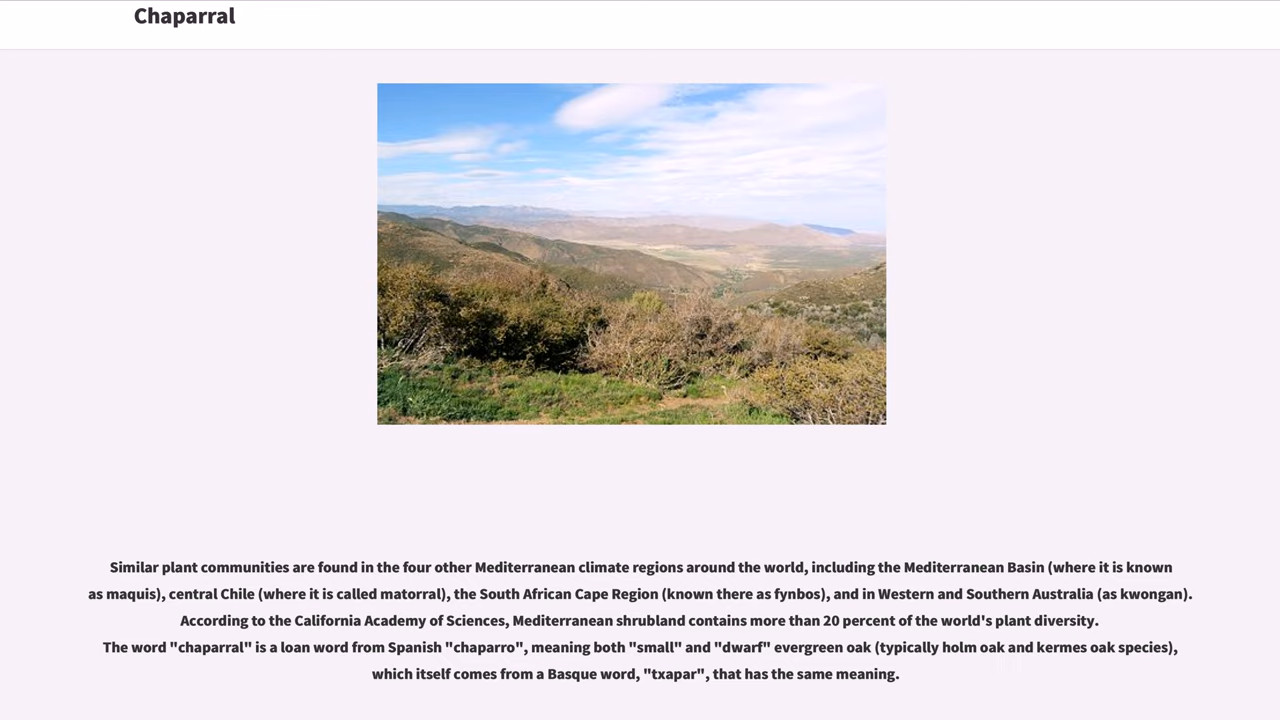 Chaparral
Similar plant communities are found in the four other Mediterranean climate regions around the world, including the Mediterranean Basin (where it is known
as maquis), central Chile (where it is called matorral), the South African Cape Region (known there as fynbos), and in Western and Southern Australia (as kwongan).
According to the California Academy of Sciences, Mediterranean shrubland contains more than 20 percent of the world's plant diversity.
The word "chaparral" is a loan word from Spanish "chaparro", meaning both "small" and "dwarf" evergreen oak (typically holm oak and kermes oak species),
which itself comes from a Basque word, "txapar", that has the same meaning.